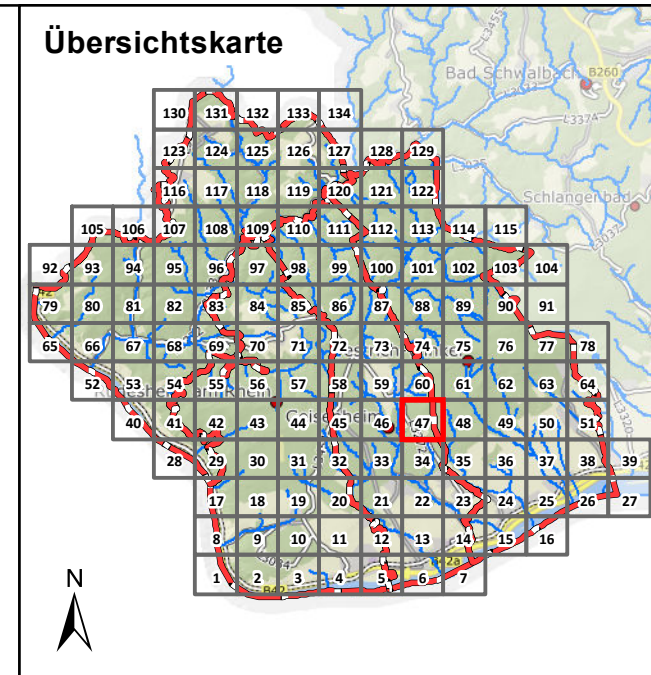 Übersichtskarte
Bad Schwalbach
B260
L3374
L3035
Schlangenbad
L3037
130 131 132 133 134
123 124 125 126 127 128 129
116 117 118 119 120 121 122
105 106 107 108 109 110 111 112 113 114 115
92 93 94 95 96 97 98 99 100 101 102 103 104
79 80 81 82 83 84 85 86 87 88 89 90 91
65 66 67 68 69 70 71 72 73 74 75 76 77 78
52 53 54 55 56 57 58 59 60 61 62 63 64
Geisenheim
40 41 42 43 44 45 46 47 48 49 50 51
28 29 30 31 32 33 34 35 36 37 38 39
17 18 19 20 21 22 23 24 25 26 27
8 9 10 11 12 13 14 15 16
L3034
1 2 3 4 5 6 7
B42
B42a
N